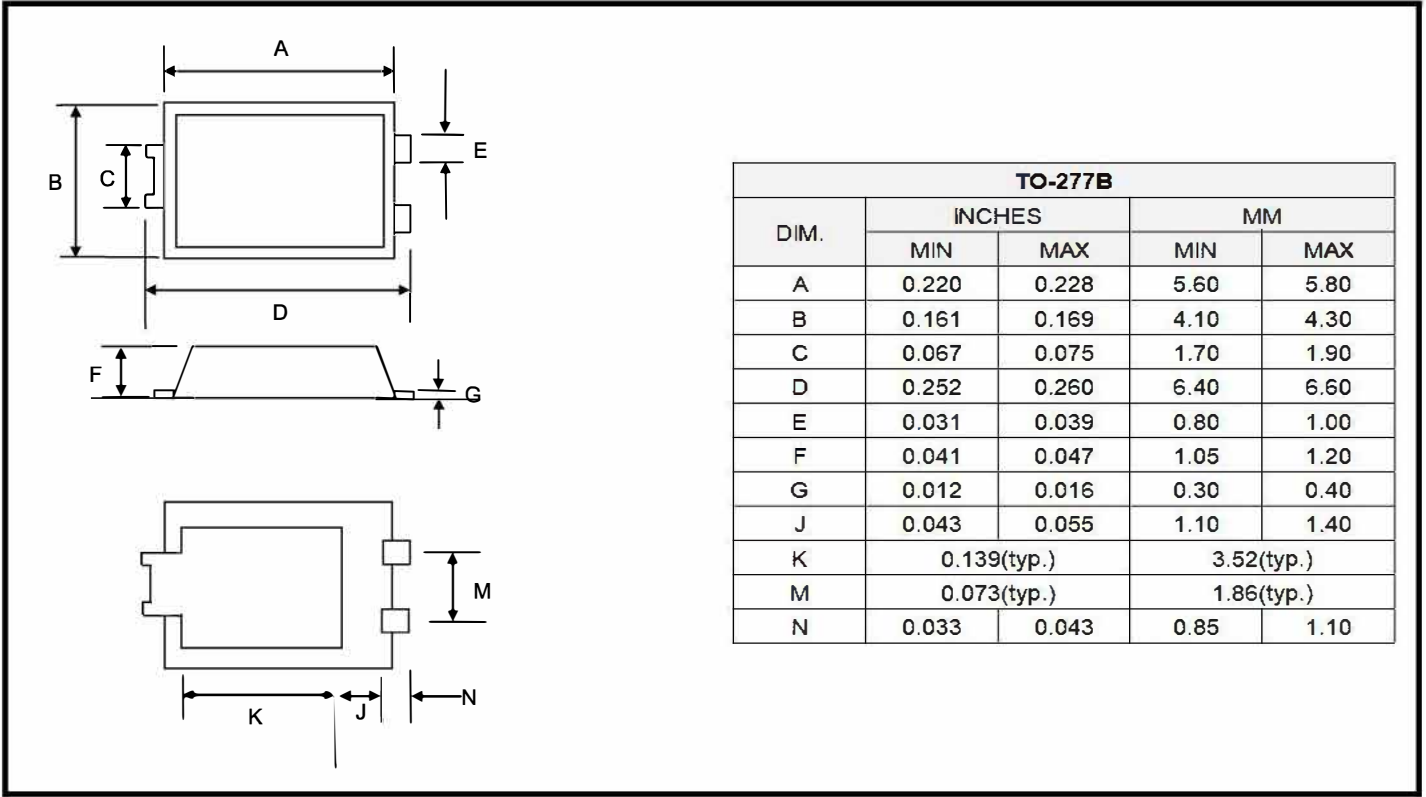 A
B
C
E
D
F
G
M
K
J
N
TO-277B
DIM. INCHES MM
MIN MAX MIN MAX
A 0.220 0.228 5.60 5.80
B 0.161 0.169 4.10 4.30
C 0.067 0.075 1.70 1.90
D 0.252 0.260 6.40 6.60
E 0.031 0.039 0.80 1.00
F 0.041 0.047 1.05 1.20
G 0.012 0.016 0.30 0.40
J 0.043 0.055 1.10 1.40
K 0.139(typ.) 3.52(typ.)
M 0.073(typ.) 1.86(typ.)
N 0.033 0.043 0.85 1.10